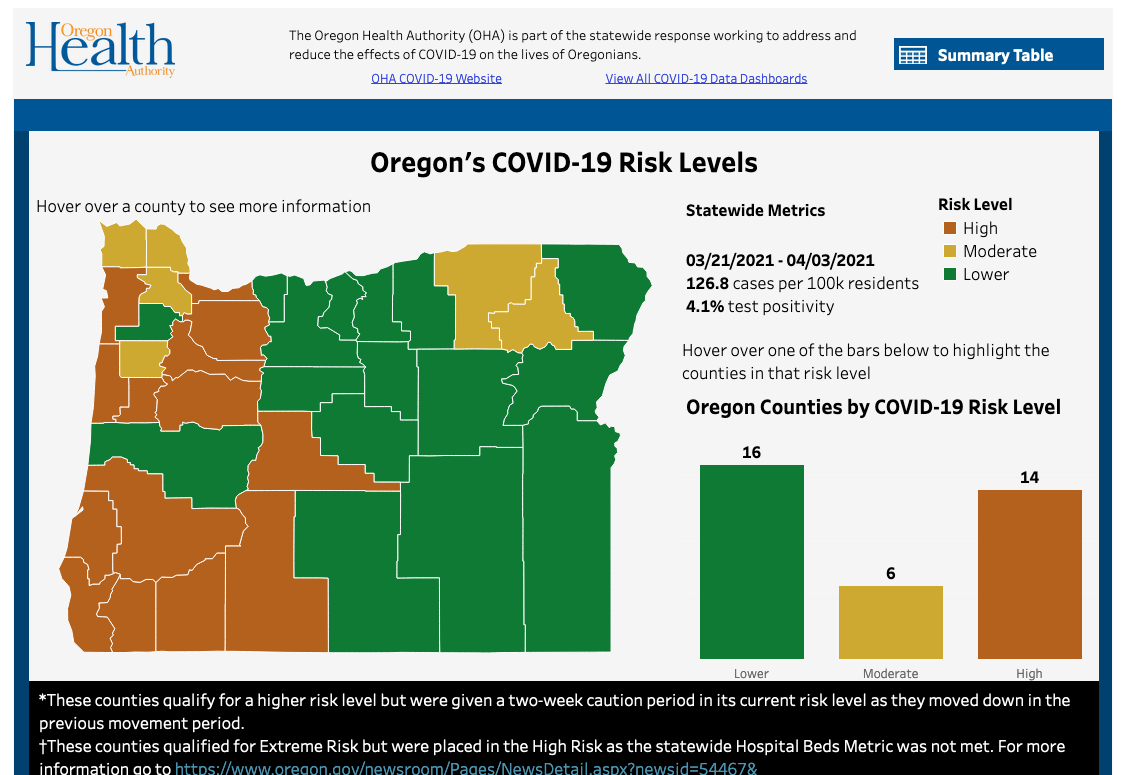 Oregon
Health
Authority
The Oregon Health Authority (OHA) is part of the statewide response working to address and
reduce the effects of COVID-19 on the lives of Oregonians.
OHA COVID-19 Website
View All COVID-19 Data Dashboards
Summary Table
Oregon's COVID-19 Risk Levels
Hover over a county to see more information
Statewide Metrics
03/21/2021 - 04/03/2021
126.8 cases per 100k residents
4.1% test positivity
Risk Level
High
Moderate
Lower
Hover over one of the bars below to highlight the
counties in that risk level
Oregon Counties by COVID-19 Risk Level
16
6
14
Lower
Moderate
High
*These counties qualify for a higher risk level but were given a two-week caution period in its current risk level as they moved down in the
previous movement period.
†These counties qualified for Extreme Risk but were placed in the High Risk as the statewide Hospital Beds Metric was not met. For more
information go to https://www.oregon.gov/newsroom/Pages/NewsDetail.aspx?newsid=54467&